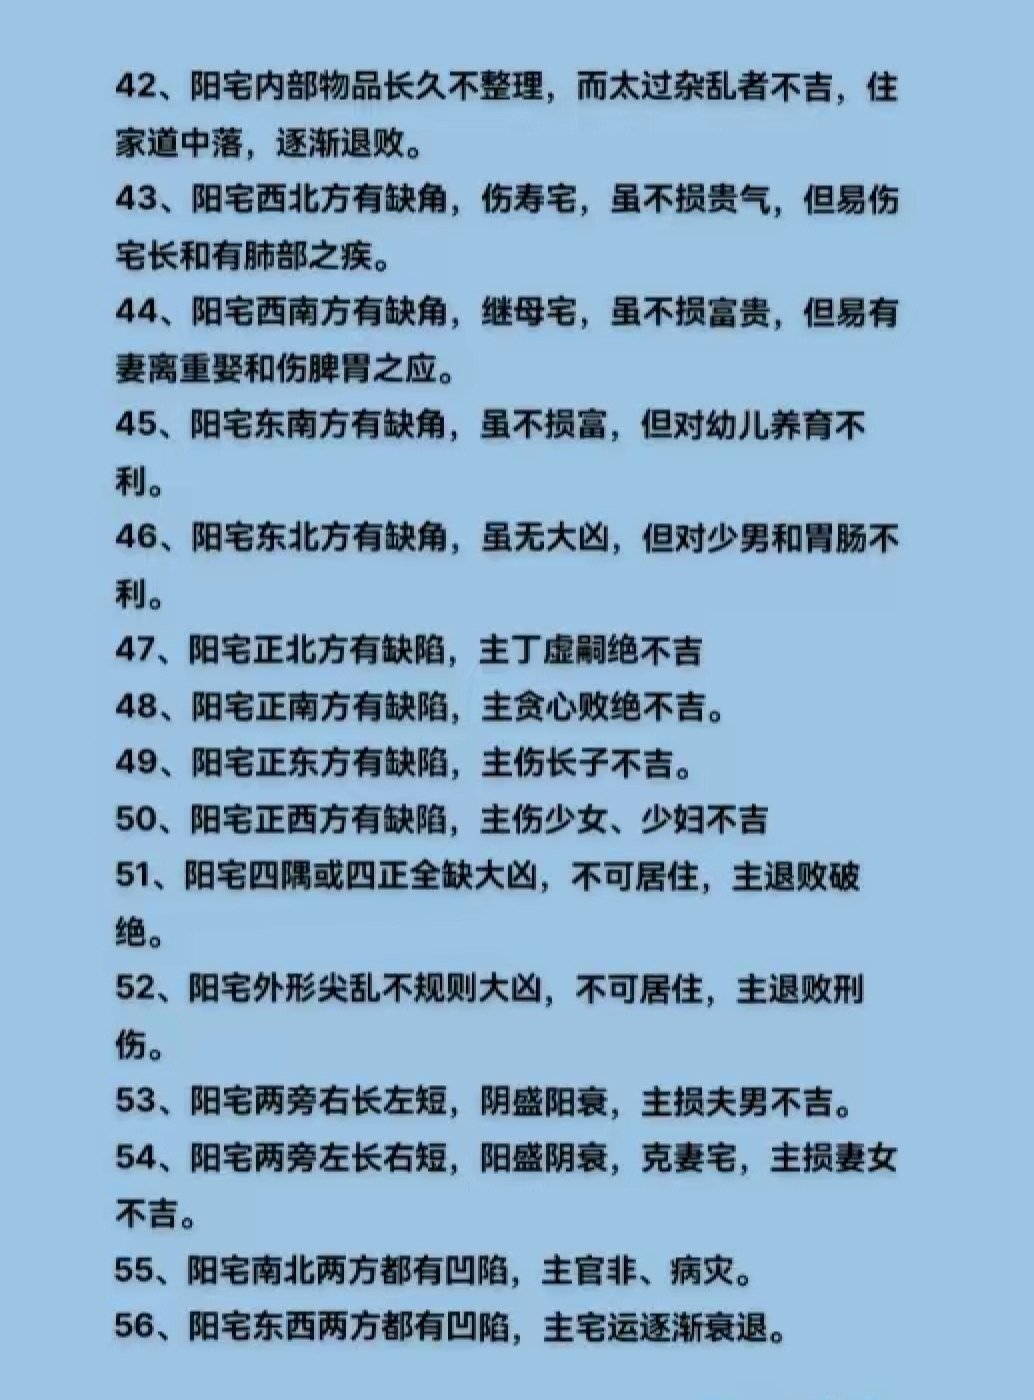 42、阳宅内部物品长久不整理，而太过杂乱者不吉，住
家道中落，逐渐退败。
43、阳宅西北方有缺角，伤寿宅，虽不损贵气，但易伤
宅长和有肺部之疾。
44、阳宅西南方有缺角，继母宅，虽不损富贵，但易有
妻离重娶和伤脾胃之应。
45、阳宅东南方有缺角，虽不损富，但对幼儿养育不
利。
46、阳宅东北方有缺角，虽无大凶，但对少男和胃肠不
利。
47、阳宅正北方有缺陷，主丁虚嗣绝不吉
48、阳宅正南方有缺陷，主贪心败绝不吉。
49、阳宅正东方有缺陷，主伤长子不吉。
50、阳宅正西方有缺陷，主伤少女、少妇不吉
51、阳宅四隅或四正全缺大凶，不可居住，主退败破
绝。
52、阳宅外形尖乱不规则大凶，不可居住，主退败刑
伤。
53、阳宅两旁右长左短，阴盛阳衰，主损夫男不吉。
54、阳宅两旁左长右短，阳盛阴衰，克妻宅，主损妻女
不吉。
55、阳宅南北两方都有凹陷，主官非、病灾。
56、阳宅东西两方都有凹陷，主宅运逐渐衰退。